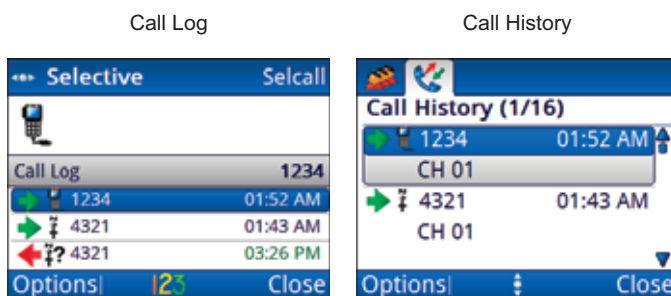 Call Log
Call History
Selective Selcall
Call Log 1234
1234 01:52 AM
4321 01:43 AM
? 4321 03:26 PM
Options 123 Close
Call History (1/16)
1234 01:52 AM
CH 01
4321 01:43 AM
CH 01
Options Close